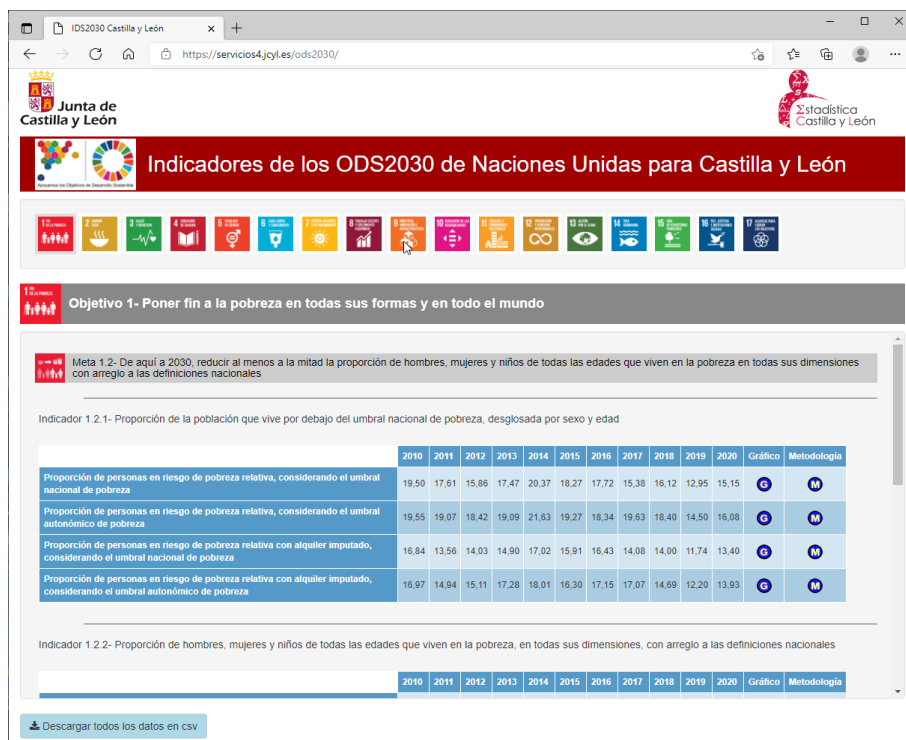 IDS2030 Castilla y León
https://servicios4.jcyl.es/ods2030/
Junta de
Castilla y León
Estadística
Castilla y León
Indicadores de los ODS2030 de Naciones Unidas para Castilla y León
Objetivo 1- Poner fin a la pobreza en todas sus formas y en todo el mundo
Meta 1.2- De aquí a 2030, reducir al menos a la mitad la proporción de hombres, mujeres y niños de todas las edades que viven en la pobreza en todas sus dimensiones
con arreglo a las definiciones nacionales
Indicador 1.2.1- Proporción de la población que vive por debajo del umbral nacional de pobreza, desglosada por sexo y edad
2010 2011 2012 2013 2014 2015 2016 2017 2018 2019 2020 Gráfico Metodología
Proporción de personas en riesgo de pobreza relativa, considerando el umbral
nacional de pobreza
19,50 17,61 15,86 17,47 20,37 18,27 17,72 15,38 16,12 12,95 15,15 G M
Proporción de personas en riesgo de pobreza relativa, considerando el umbral
autonómico de pobreza
19,55 19,07 18,42 19,09 21,63 19,27 18,34 19,63 18,40 14,50 16,08 G M
Proporción de personas en riesgo de pobreza relativa con alquiler imputado,
considerando el umbral nacional de pobreza
16,84 13,56 14,03 14,90 17,02 15,91 16,43 14,08 14,00 11,74 13,40 G M
Proporción de personas en riesgo de pobreza relativa con alquiler imputado,
considerando el umbral autonómico de pobreza
16,97 14,94 15,11 17,28 18,01 16,30 17,15 17,07 14,69 12,20 13,93 G M
Indicador 1.2.2- Proporción de hombres, mujeres y niños de todas las edades que viven en la pobreza, en todas sus dimensiones, con arreglo a las definiciones nacionales
2010 2011 2012 2013 2014 2015 2016 2017 2018 2019 2020 Gráfico Metodología
Descargar todos los datos en csv